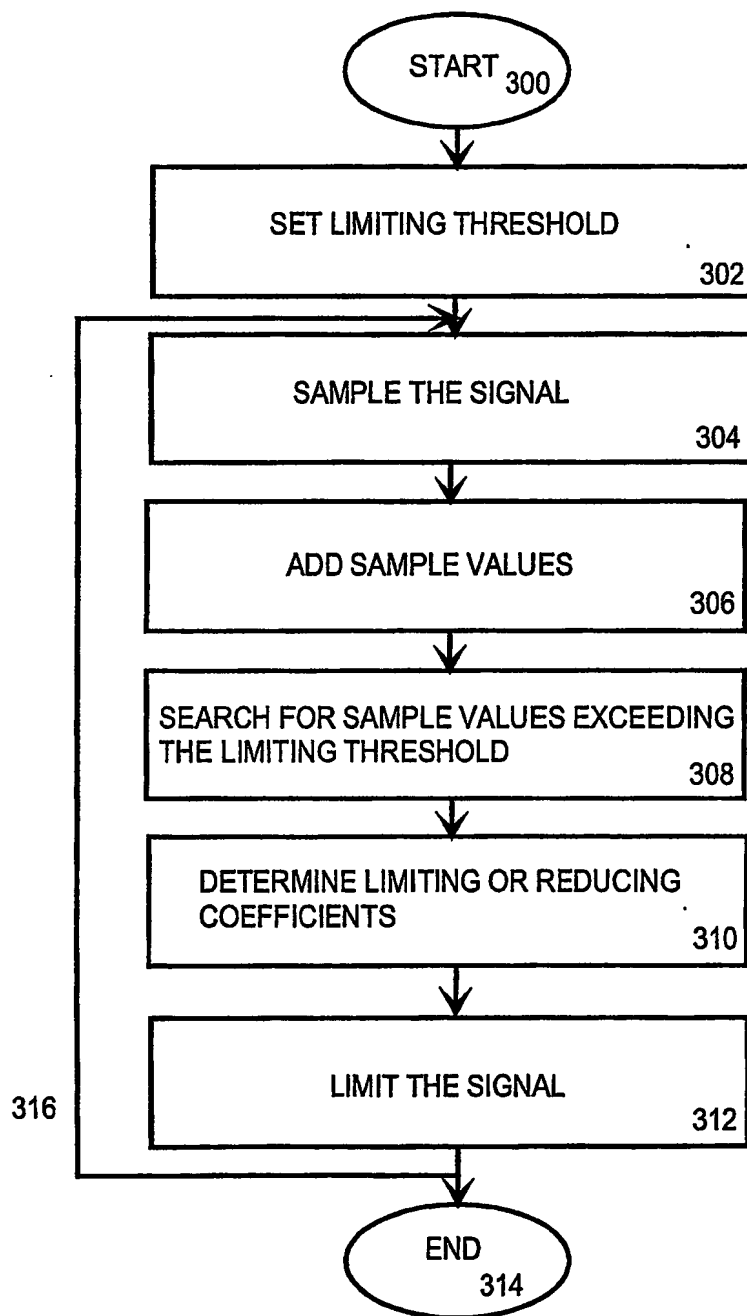 START
300
SET LIMITING THRESHOLD
302
SAMPLE THE SIGNAL
304
ADD SAMPLE VALUES
306
SEARCH FOR SAMPLE VALUES EXCEEDING
THE LIMITING THRESHOLD
308
DETERMINE LIMITING OR REDUCING
COEFFICIENTS
310
LIMIT THE SIGNAL
312
316
END
314